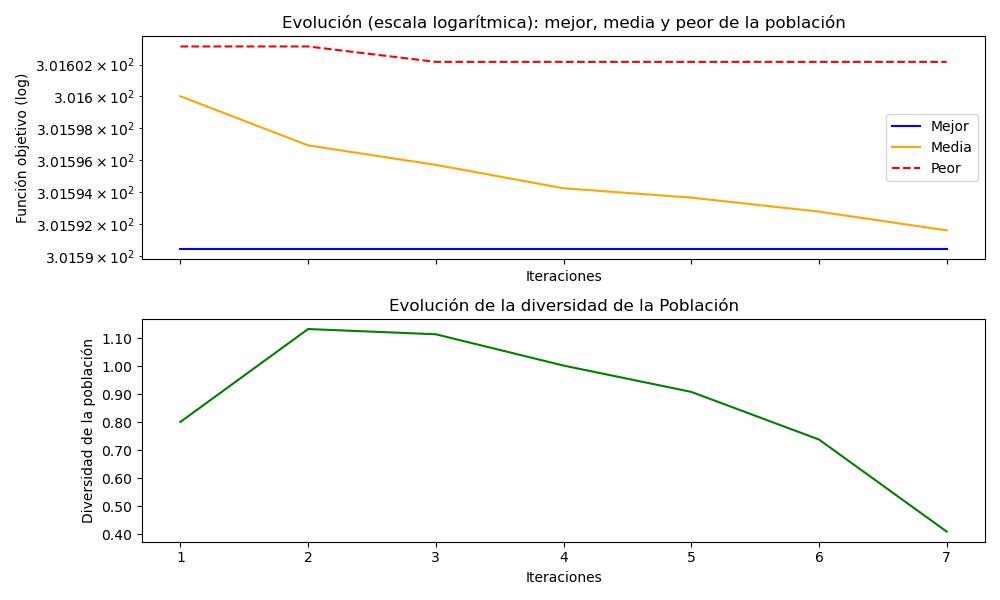 Evolución (escala logarítmica): mejor, media y peor de la población
Función objetivo (log)
3.01602 × 10²
3.016 × 10²
3.01598 × 10²
3.01596 × 10²
3.01594 × 10²
3.01592 × 10²
3.0159 × 10²
Mejor
Media
Peor
Iteraciones
Evolución de la diversidad de la Población
Diversidad de la población
1.10
1.00
0.90
0.80
0.70
0.60
0.50
0.40
1 2 3 4 5 6 7
Iteraciones